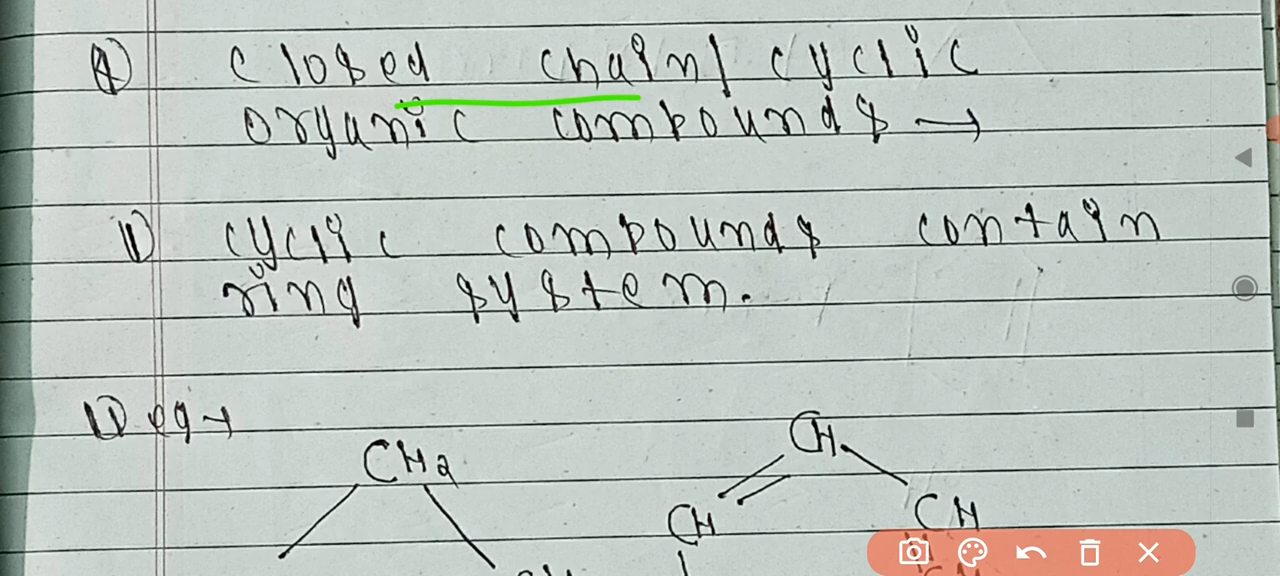 A) closed chain/cyclic
organic compounds →
i) cyclic compounds contain
ring system.
ii) eg →
CH2
CH
CH
CH